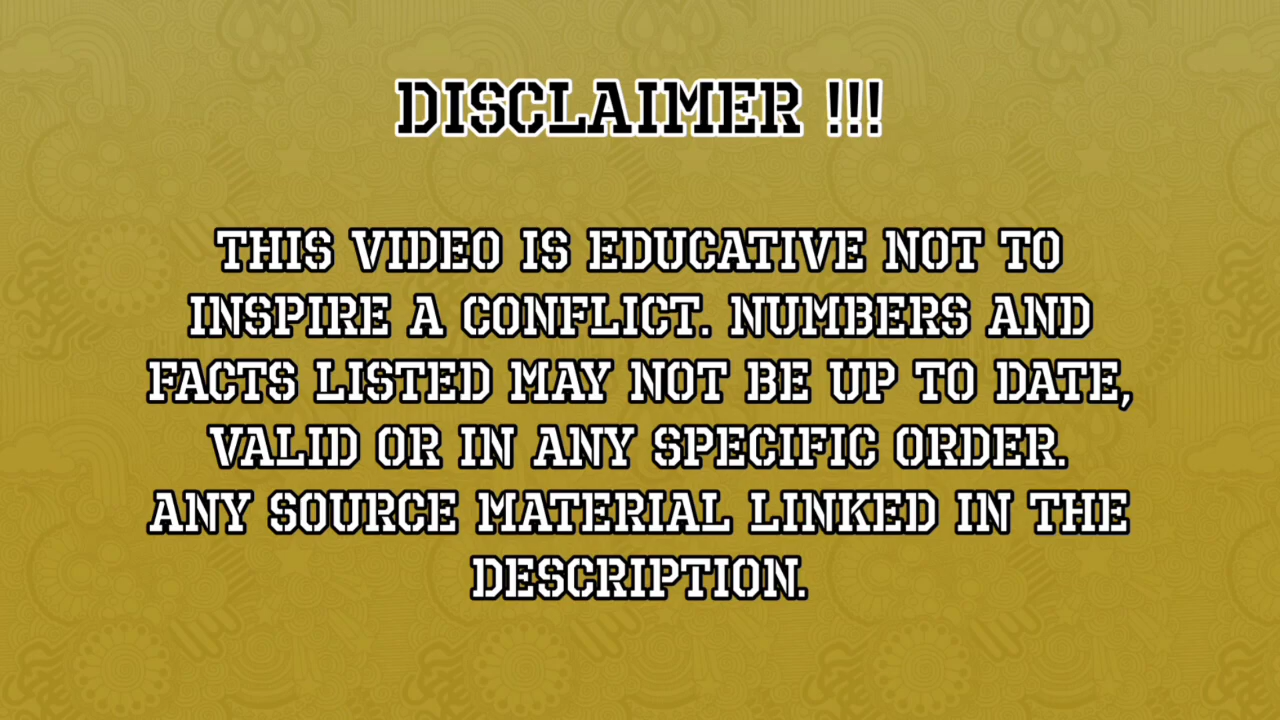 DISCLAIMER !!!
THIS VIDEO IS EDUCATIVE NOT TO
INSPIRE A CONFLICT. NUMBERS AND
FACTS LISTED MAY NOT BE UP TO DATE,
VALID OR IN ANY SPECIFIC ORDER.
ANY SOURCE MATERIAL LINKED IN THE
DESCRIPTION.